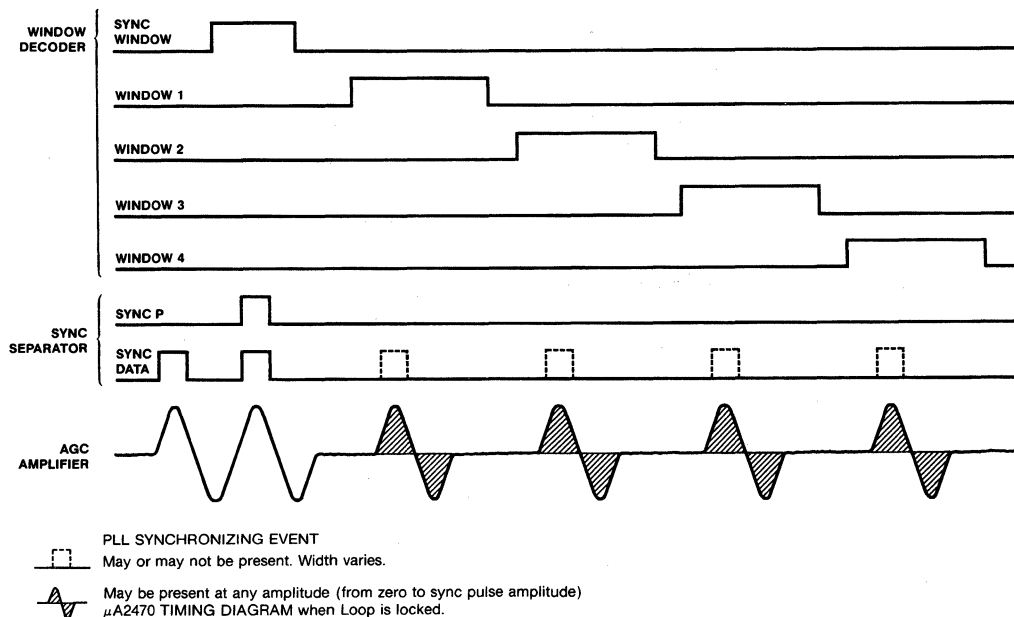 WINDOW
DECODER
SYNC
WINDOW
WINDOW 1
WINDOW 2
WINDOW 3
WINDOW 4
SYNC
SEPARATOR
SYNC P
SYNC
DATA
AGC
AMPLIFIER
PLL SYNCHRONIZING EVENT
May or may not be present. Width varies.
May be present at any amplitude (from zero to sync pulse amplitude)
µA2470 TIMING DIAGRAM when Loop is locked.